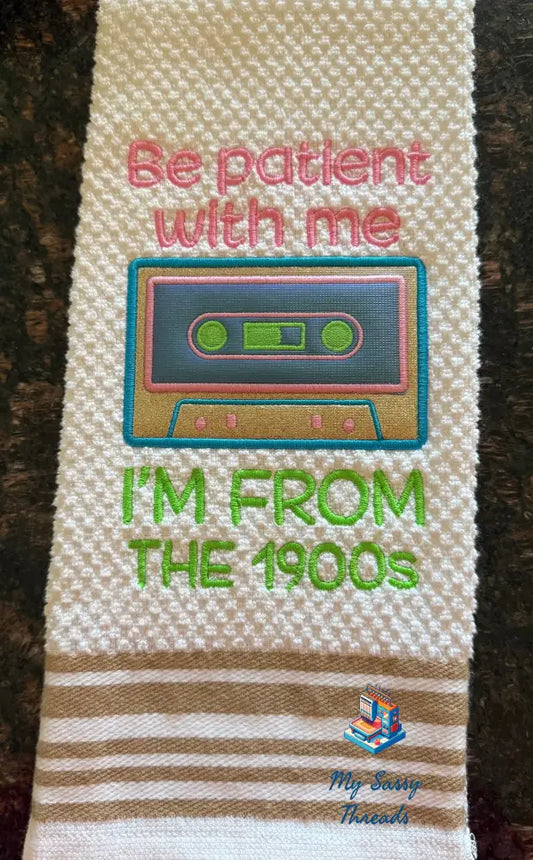 Be patient
with me
I'M FROM
THE 1900s
My Sassy
Threads